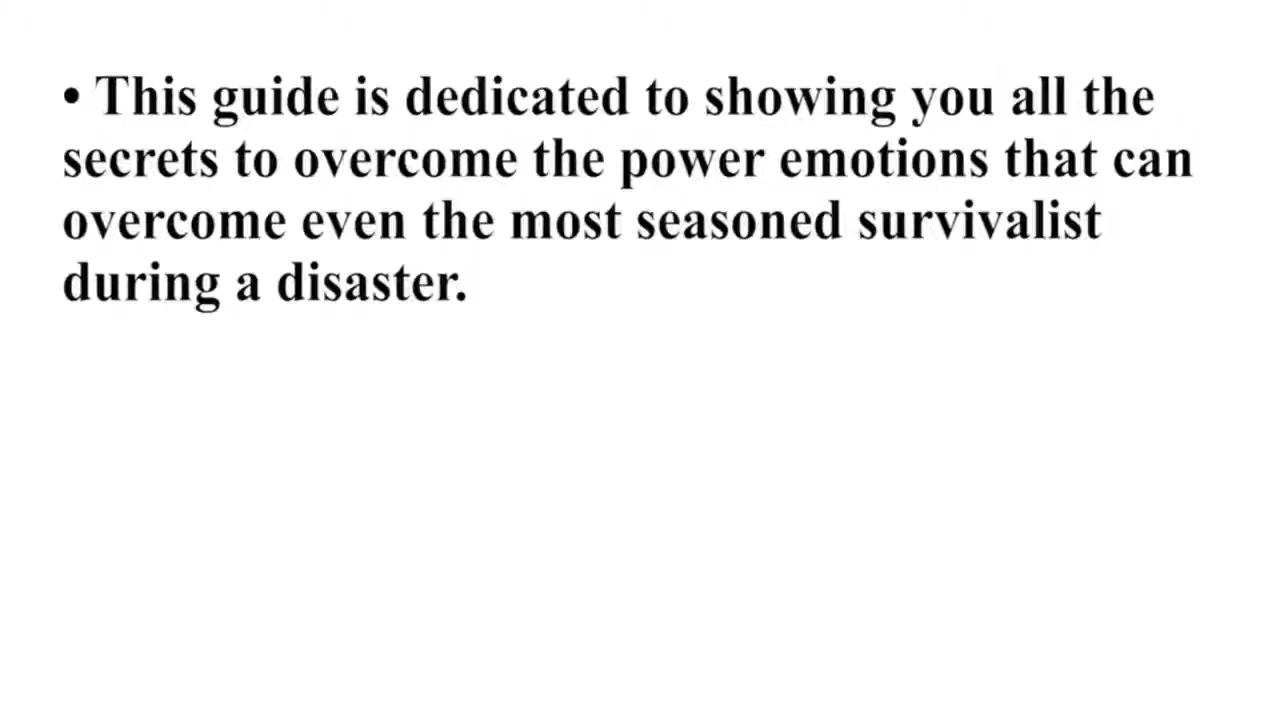 • This guide is dedicated to showing you all the
secrets to overcome the power emotions that can
overcome even the most seasoned survivalist
during a disaster.